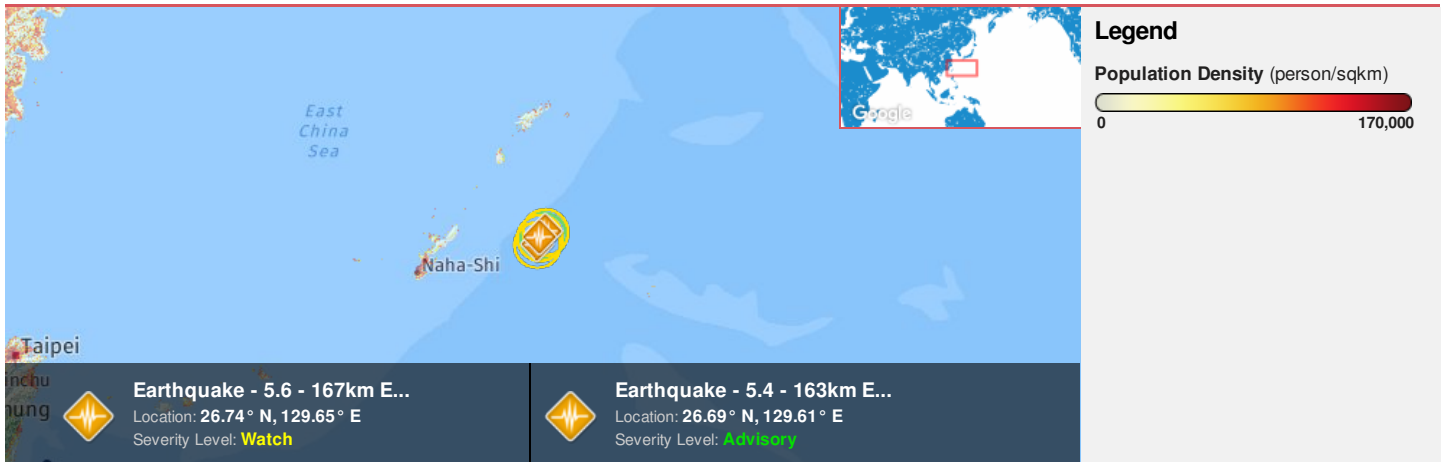 East
China
Sea
Naha-Shi
Taipei
inchu
hung
Google
Legend
Population Density (person/sqkm)
0 170,000
Earthquake - 5.6 - 167km E...
Location: 26.74° N, 129.65° E
Severity Level: Watch
Earthquake - 5.4 - 163km E...
Location: 26.69° N, 129.61° E
Severity Level: Advisory